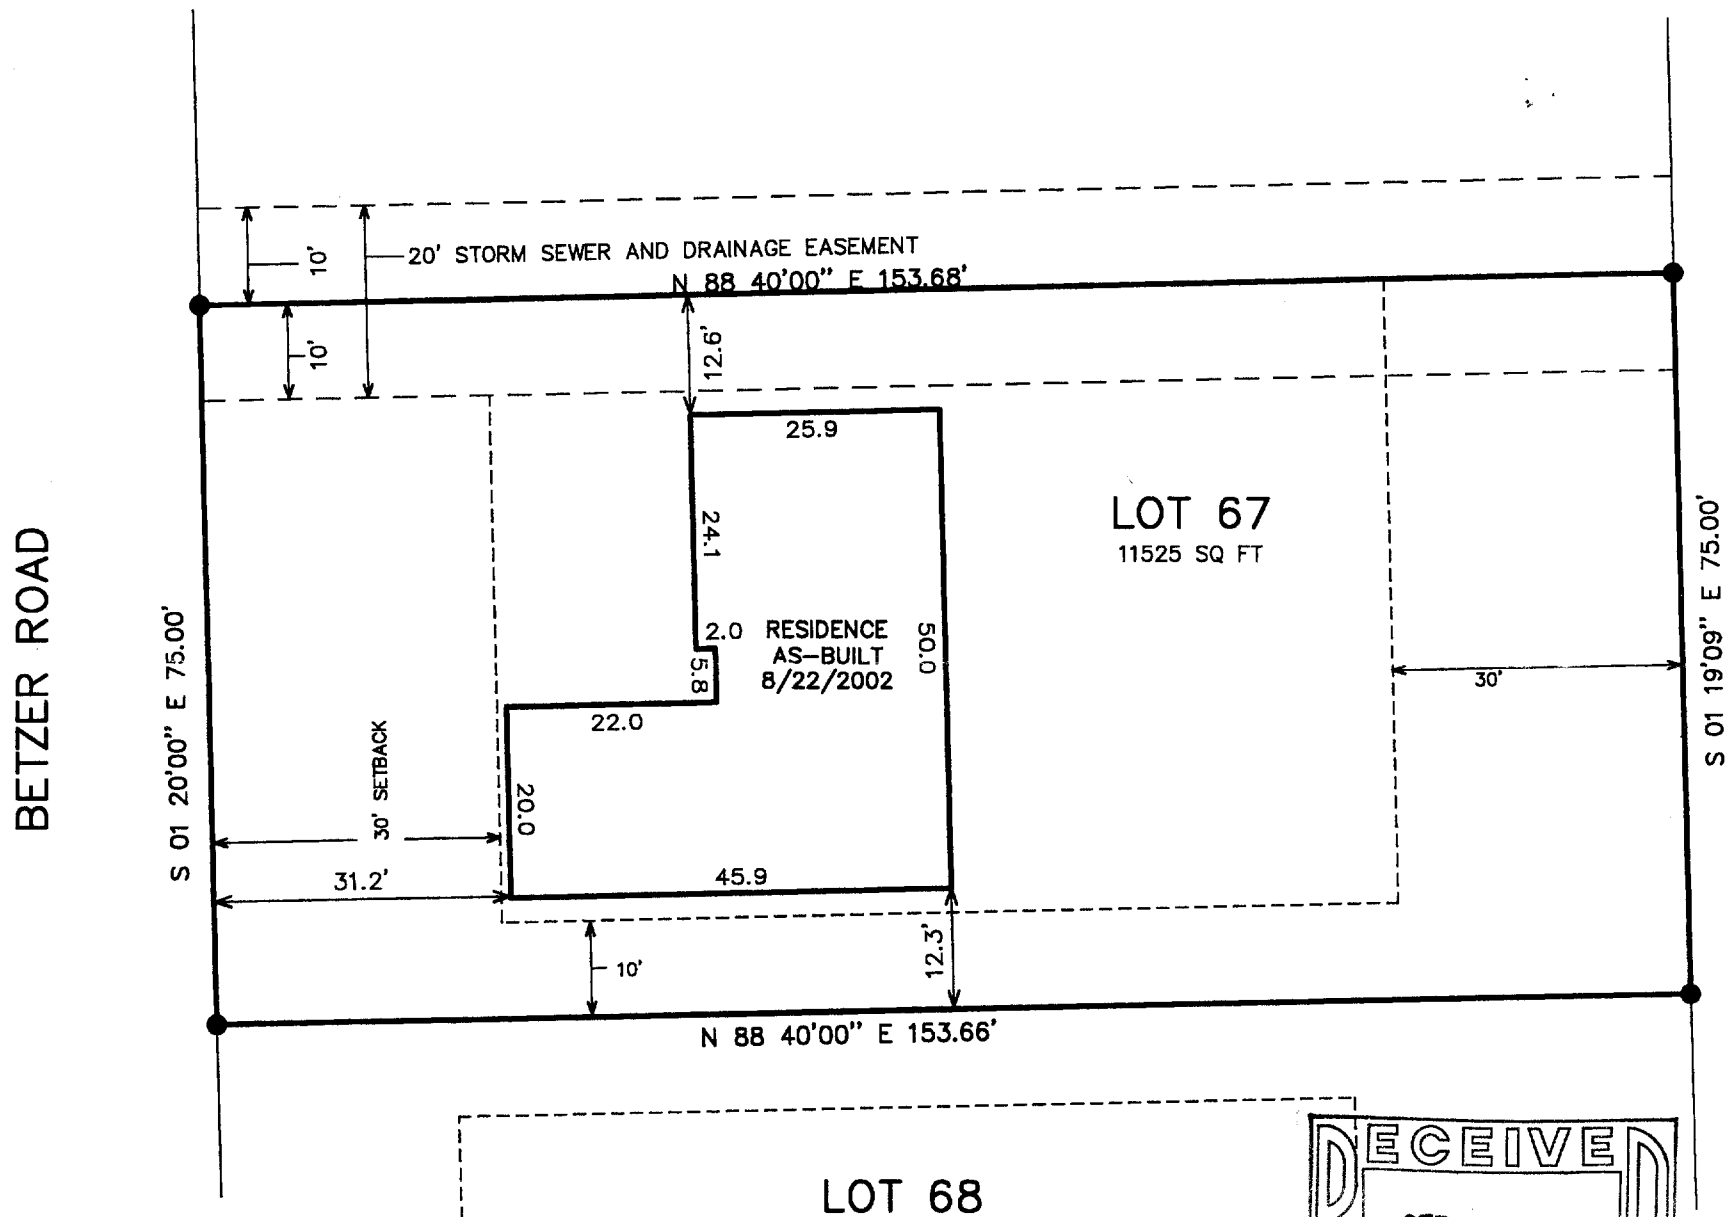 20' STORM SEWER AND DRAINAGE EASEMENT
10'
N 88 40'00" E 153.68'
10'
12.9'
25.9
LOT 67
11525 SQ FT
24.1
2.0
RESIDENCE
AS-BUILT
8/22/2002
50.0
5.8
22.0
30'
S 01 19'09" E 75.00'
BETZER ROAD
S 01 20'00" E 75.00'
30' SETBACK
20.0
31.2'
45.9
12.3'
10'
N 88 40'00" E 153.66'
LOT 68
RECEIVED